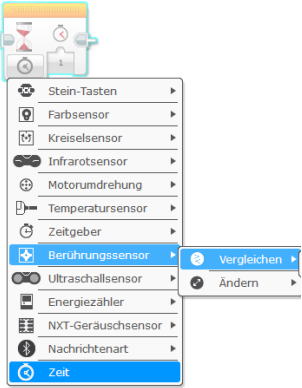 1
Stein-Tasten
Farbsensor
Kreiselsensor
Infrarotsensor
Motorumdrehung
Temperatursensor
Zeitgeber
Berührungssensor
Vergleichen
Ultraschallsensor
Ändern
Energiezähler
NXT-Geräuschsensor
Nachrichtenart
Zeit